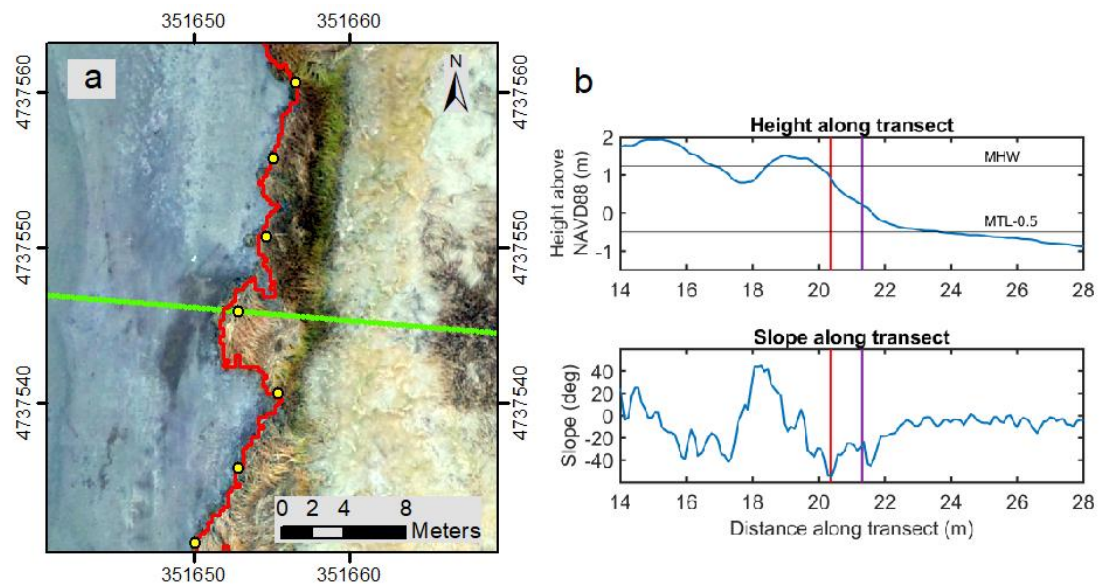 351650 351660
a
N
4737560 4737560
4737550 4737550
4737540 4737540
0 2 4 8
Meters
351650 351660
b
Height along transect
Height above
NAVD88 (m)
2
1
0
-1
MHW
MTL-0.5
14 16 18 20 22 24 26 28
Slope along transect
Slope (deg)
40
20
0
-20
-40
14 16 18 20 22 24 26 28
Distance along transect (m)